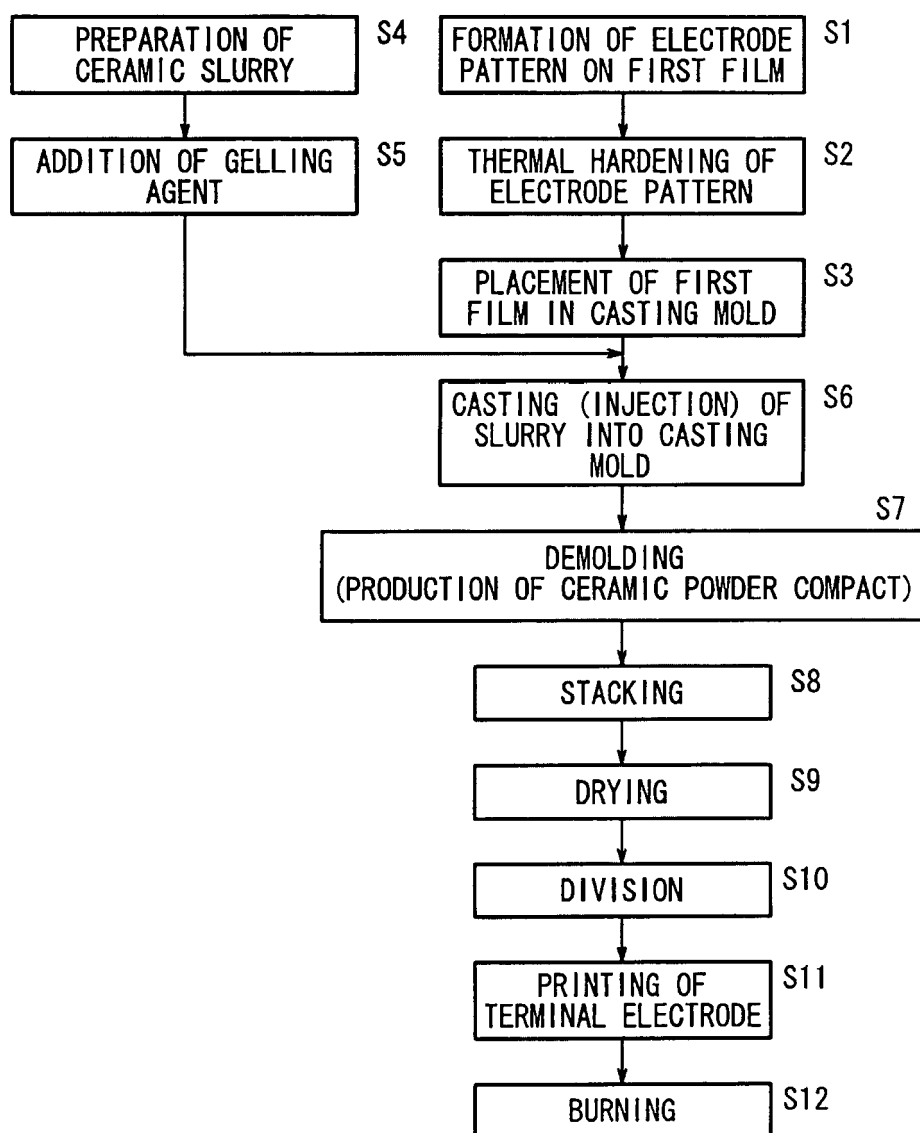 PREPARATION OF
CERAMIC SLURRY
S4
ADDITION OF GELLING
AGENT
S5
FORMATION OF ELECTRODE
PATTERN ON FIRST FILM
S1
THERMAL HARDENING OF
ELECTRODE PATTERN
S2
PLACEMENT OF FIRST
FILM IN CASTING MOLD
S3
CASTING (INJECTION) OF
SLURRY INTO CASTING
MOLD
S6
S7
DEMOLDING
(PRODUCTION OF CERAMIC POWDER COMPACT)
STACKING
S8
DRYING
S9
DIVISION
S10
PRINTING OF
TERMINAL ELECTRODE
S11
BURNING
S12